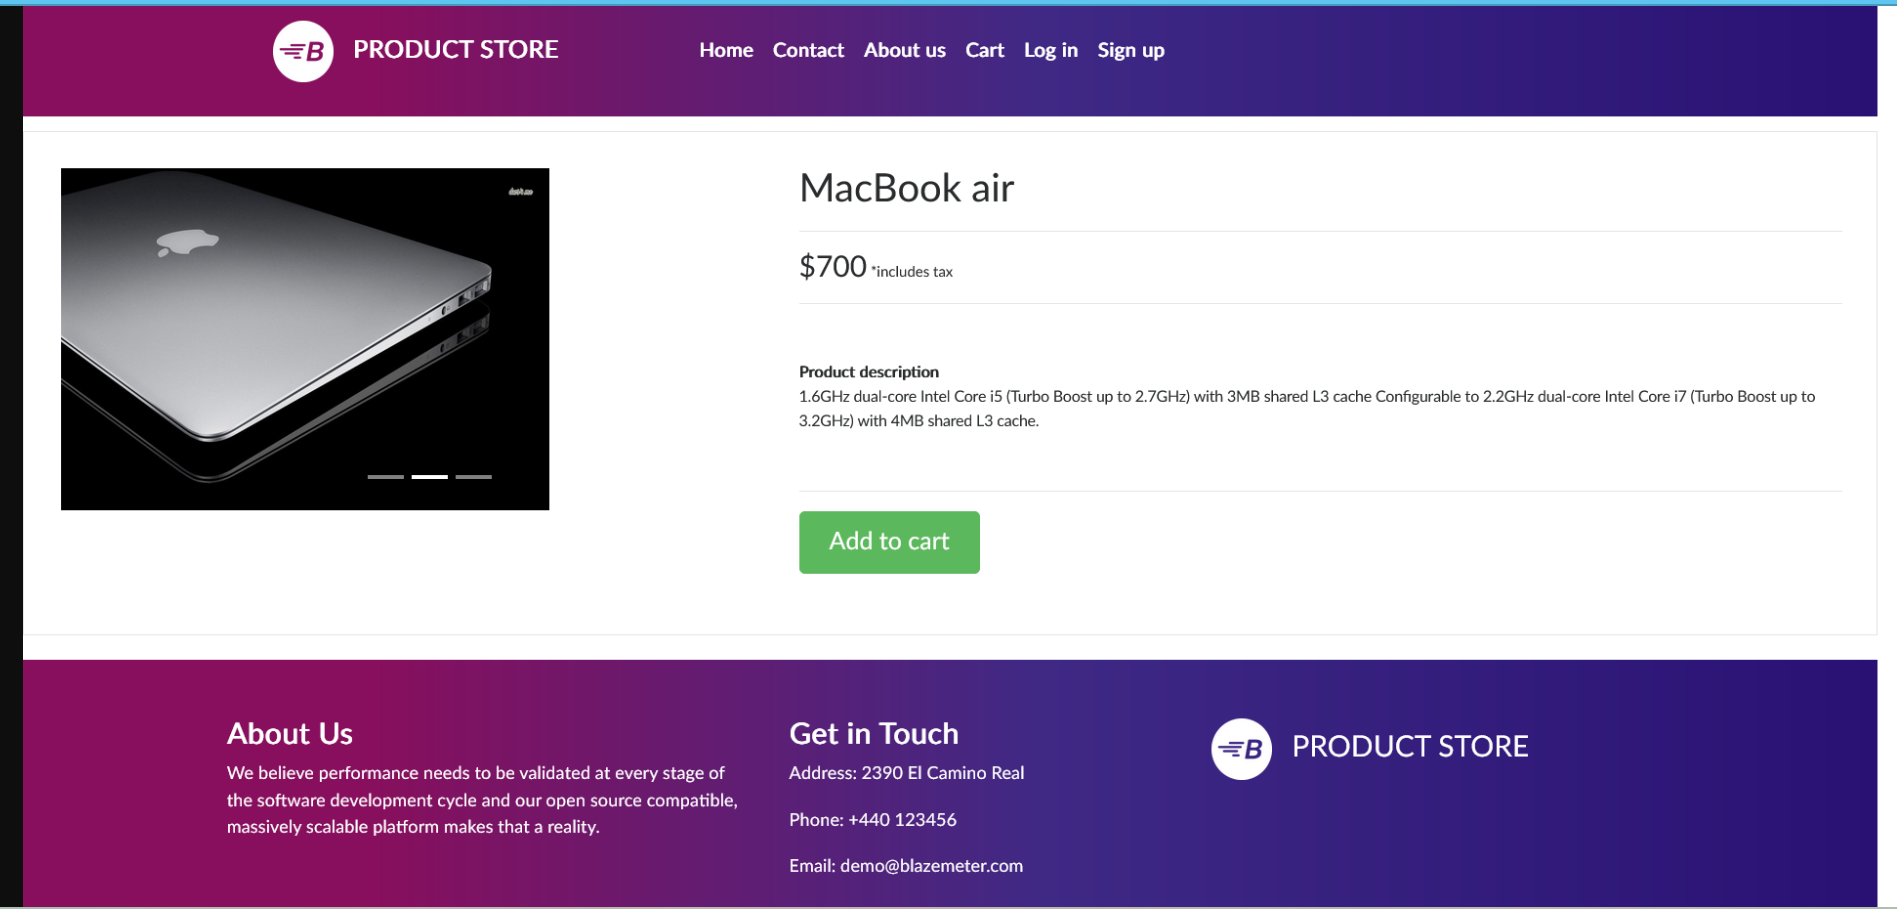 B PRODUCT STORE
Home Contact About us Cart Log in Sign up
MacBook air
$700 *includes tax
Product description
1.6GHz dual-core Intel Core i5 (Turbo Boost up to 2.7GHz) with 3MB shared L3 cache Configurable to 2.2GHz dual-core Intel Core i7 (Turbo Boost up to
3.2GHz) with 4MB shared L3 cache.
Add to cart
About Us
We believe performance needs to be validated at every stage of
the software development cycle and our open source compatible,
massively scalable platform makes that a reality.
Get in Touch
Address: 2390 El Camino Real
Phone: +440 123456
Email: demo@blazemeter.com
B PRODUCT STORE